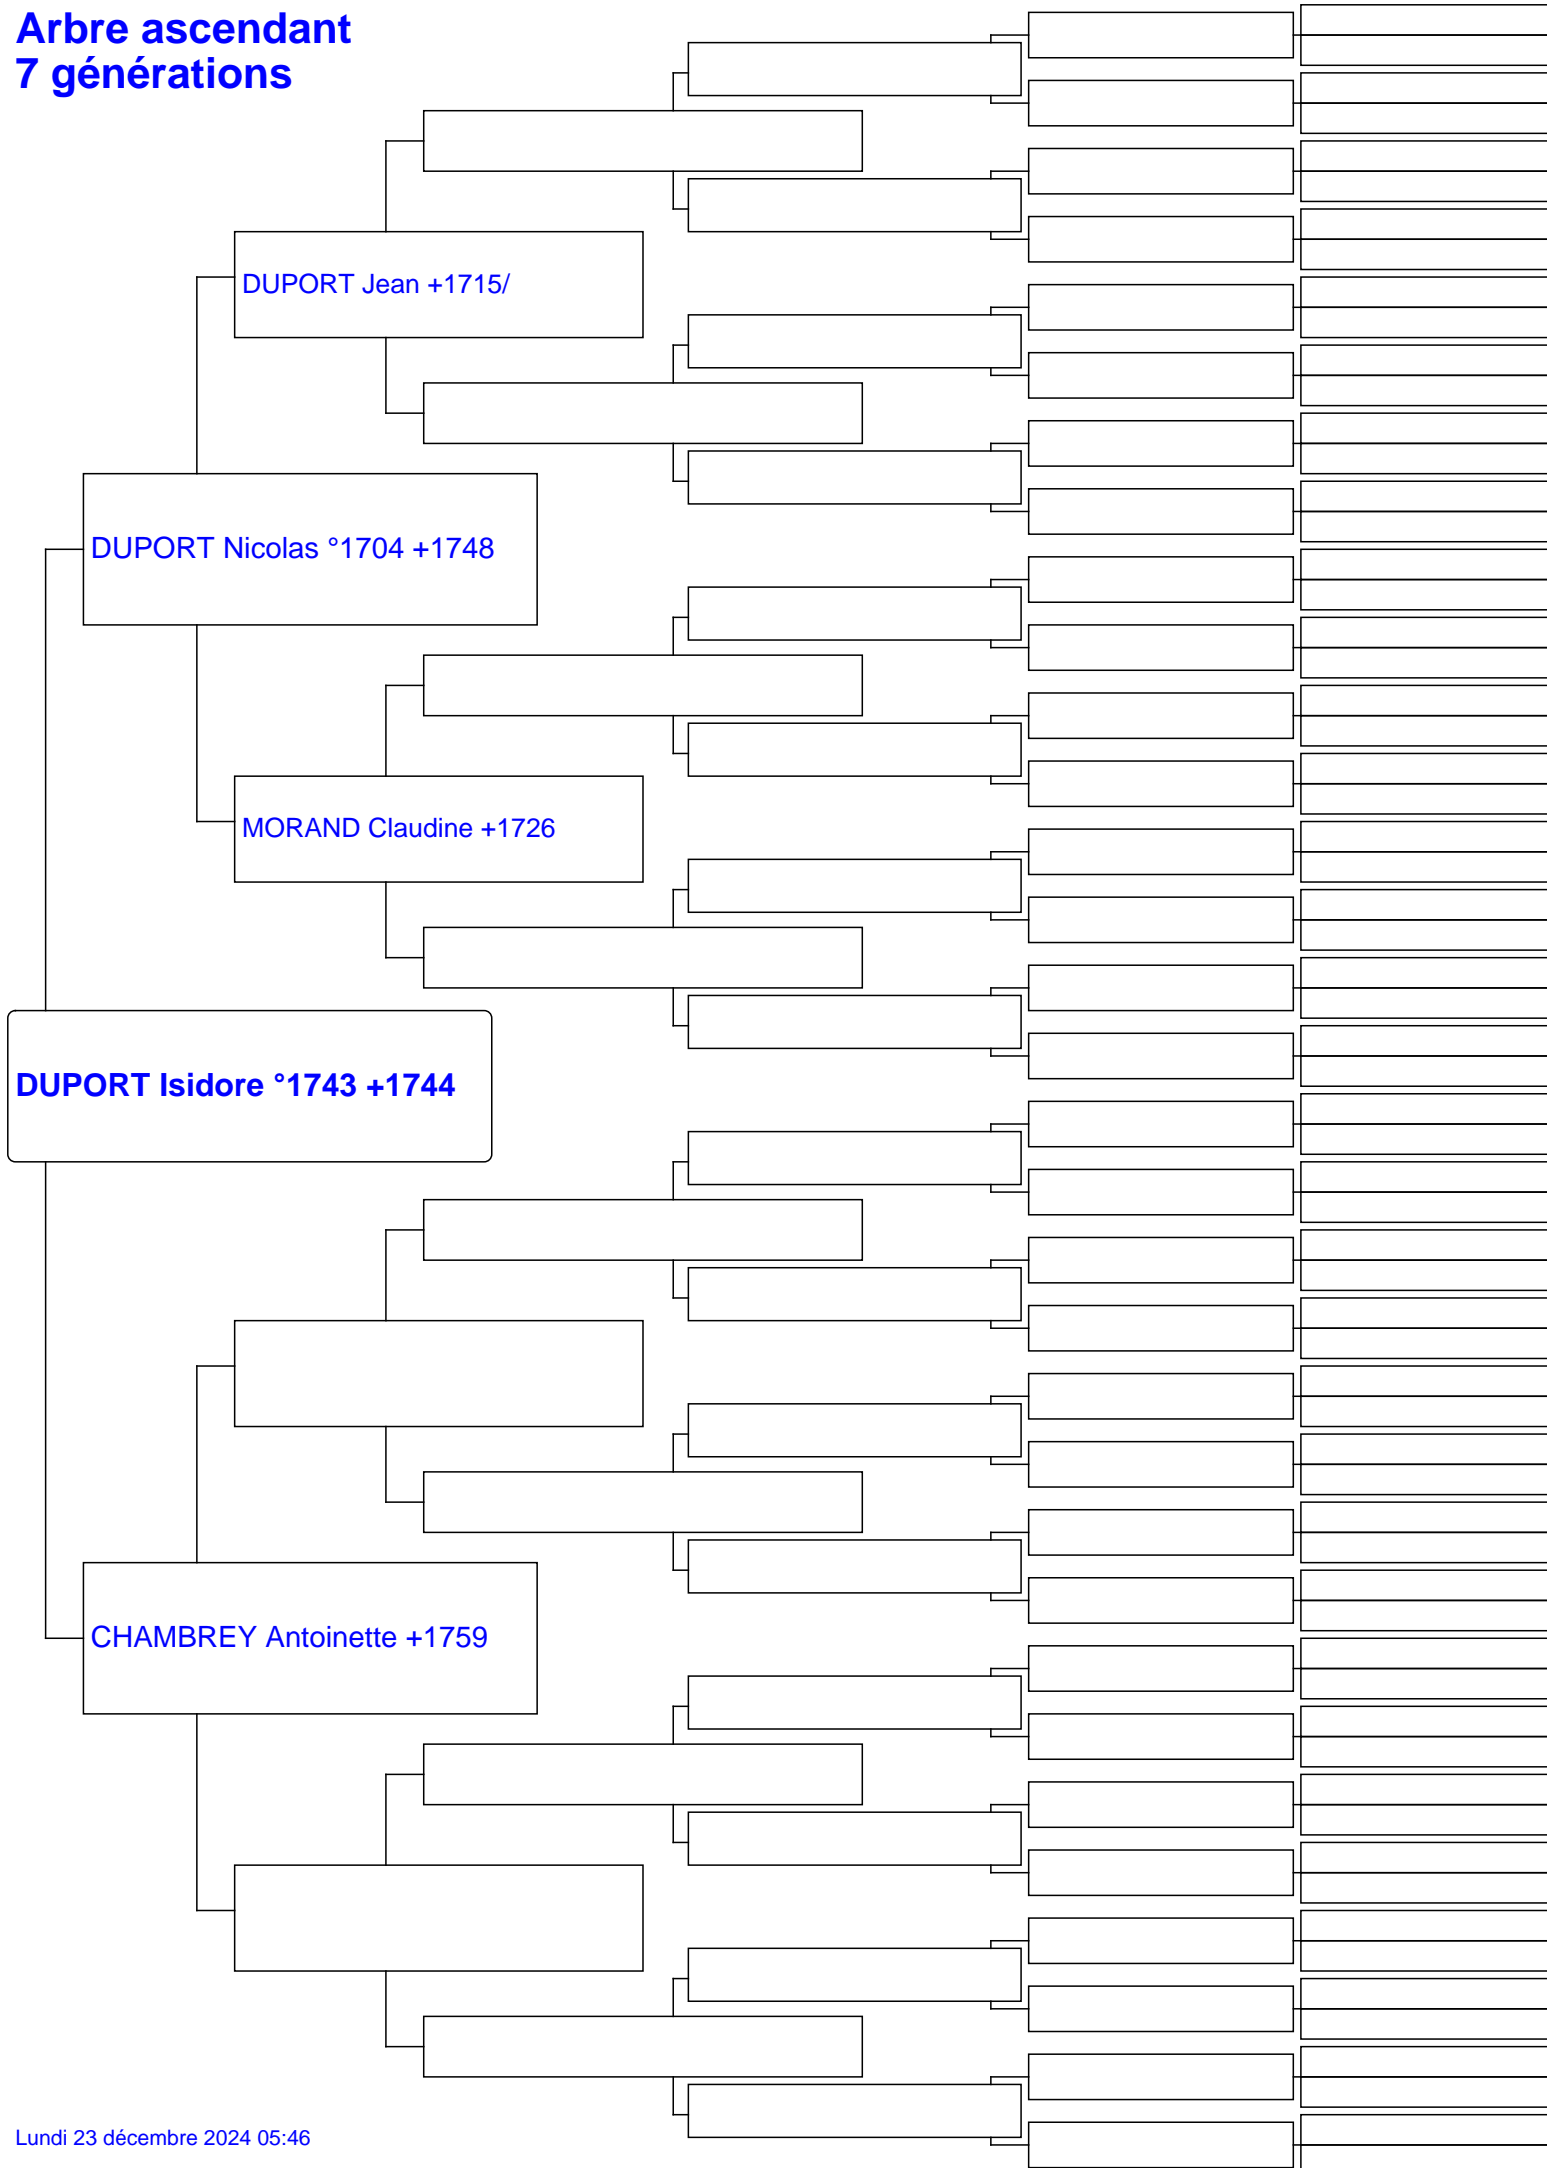 Arbre ascendant
7 générations
DUPORT Jean +1715/
DUPORT Nicolas °1704 +1748
MORAND Claudine +1726
DUPORT Isidore °1743 +1744
CHAMBREY Antoinette +1759
Lundi 23 décembre 2024 05:46